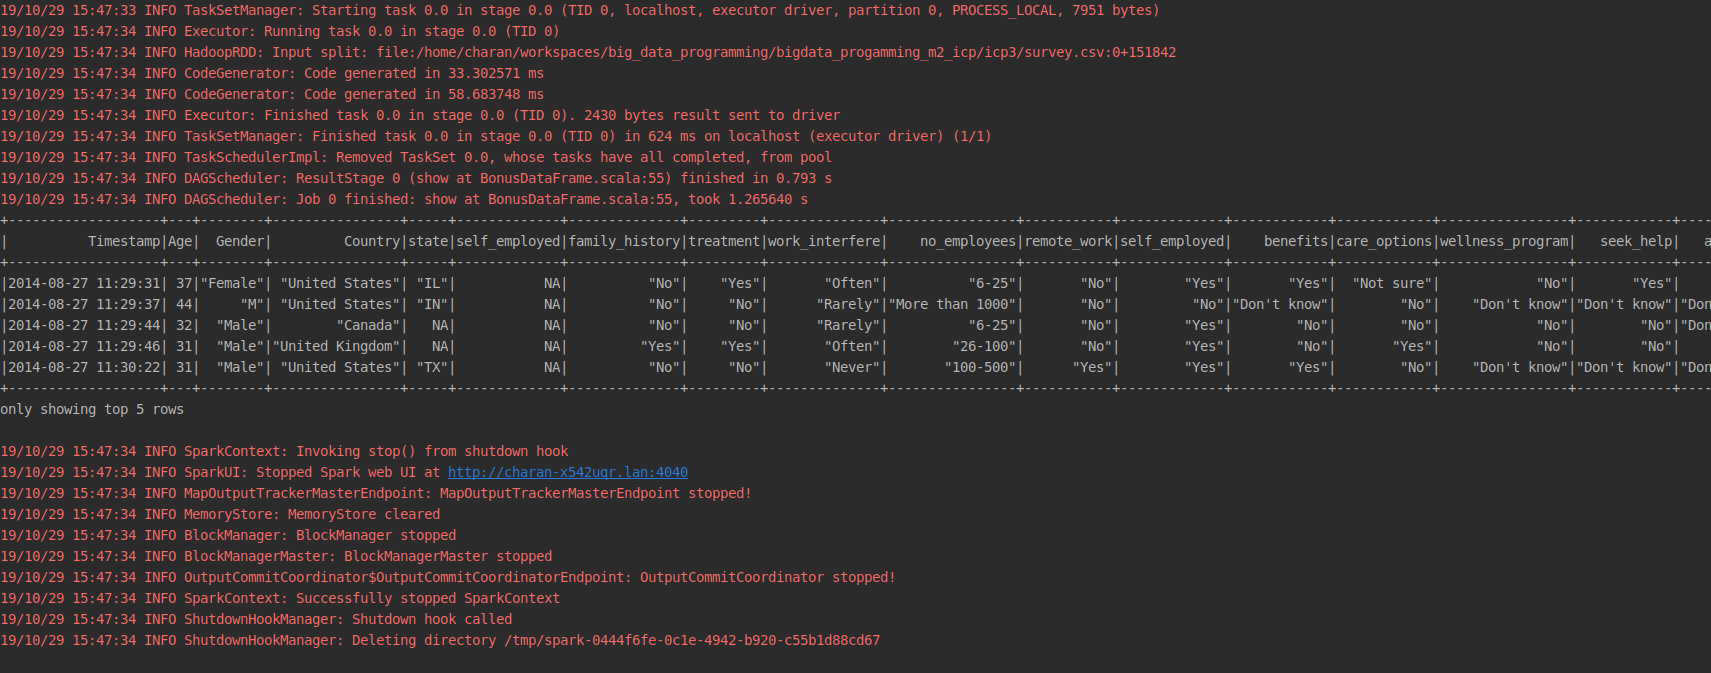 19/10/29 15:47:33 INFO TaskSetManager: Starting task 0.0 in stage 0.0 (TID 0, localhost, executor driver, partition 0, PROCESS_LOCAL, 7951 bytes)
19/10/29 15:47:34 INFO Executor: Running task 0.0 in stage 0.0 (TID 0)
19/10/29 15:47:34 INFO HadoopRDD: Input split: file:/home/charan/workspaces/big_data_programming/bigdata_progamming_m2_icp/icp3/survey.csv:0+151842
19/10/29 15:47:34 INFO CodeGenerator: Code generated in 33.302571 ms
19/10/29 15:47:34 INFO CodeGenerator: Code generated in 58.683748 ms
19/10/29 15:47:34 INFO Executor: Finished task 0.0 in stage 0.0 (TID 0). 2430 bytes result sent to driver
19/10/29 15:47:34 INFO TaskSetManager: Finished task 0.0 in stage 0.0 (TID 0) in 624 ms on localhost (executor driver) (1/1)
19/10/29 15:47:34 INFO TaskSchedulerImpl: Removed TaskSet 0.0, whose tasks have all completed, from pool
19/10/29 15:47:34 INFO DAGScheduler: ResultStage 0 (show at BonusDataFrame.scala:55) finished in 0.793 s
19/10/29 15:47:34 INFO DAGScheduler: Job 0 finished: show at BonusDataFrame.scala:55, took 1.265640 s
+-------------------+---+--------+----------------+-----+-------------+--------------+---------+--------------+----------------+-----------+-------------+------------+------------+----------------+------------+----
|          Timestamp|Age|  Gender|         Country|state|self_employed|family_history|treatment|work_interfere|    no_employees|remote_work|self_employed|    benefits|care_options|wellness_program|   seek_help|   a
+-------------------+---+--------+----------------+-----+-------------+--------------+---------+--------------+----------------+-----------+-------------+------------+------------+----------------+------------+----
|2014-08-27 11:29:31| 37|"Female"| "United States"| "IL"|           NA|          "No"|    "Yes"|       "Often"|          "6-25"|       "No"|        "Yes"|       "Yes"|  "Not sure"|            "No"|       "Yes"|
|2014-08-27 11:29:37| 44|     "M"| "United States"| "IN"|           NA|          "No"|     "No"|      "Rarely"|"More than 1000"|       "No"|         "No"|"Don't know"|        "No"|    "Don't know"|"Don't know"|"Don
|2014-08-27 11:29:44| 32|  "Male"|        "Canada"|   NA|           NA|          "No"|     "No"|      "Rarely"|          "6-25"|       "No"|        "Yes"|        "No"|        "No"|            "No"|        "No"|"Don
|2014-08-27 11:29:46| 31|  "Male"|"United Kingdom"|   NA|           NA|         "Yes"|    "Yes"|       "Often"|        "26-100"|       "No"|        "Yes"|        "No"|       "Yes"|            "No"|        "No"|
|2014-08-27 11:30:22| 31|  "Male"| "United States"| "TX"|           NA|          "No"|     "No"|       "Never"|       "100-500"|      "Yes"|        "Yes"|       "Yes"|        "No"|    "Don't know"|"Don't know"|"Don
+-------------------+---+--------+----------------+-----+-------------+--------------+---------+--------------+----------------+-----------+-------------+------------+------------+----------------+------------+----
only showing top 5 rows
19/10/29 15:47:34 INFO SparkContext: Invoking stop() from shutdown hook
19/10/29 15:47:34 INFO SparkUI: Stopped Spark web UI at http://charan-x542uqr.lan:4040
19/10/29 15:47:34 INFO MapOutputTrackerMasterEndpoint: MapOutputTrackerMasterEndpoint stopped!
19/10/29 15:47:34 INFO MemoryStore: MemoryStore cleared
19/10/29 15:47:34 INFO BlockManager: BlockManager stopped
19/10/29 15:47:34 INFO BlockManagerMaster: BlockManagerMaster stopped
19/10/29 15:47:34 INFO OutputCommitCoordinator$OutputCommitCoordinatorEndpoint: OutputCommitCoordinator stopped!
19/10/29 15:47:34 INFO SparkContext: Successfully stopped SparkContext
19/10/29 15:47:34 INFO ShutdownHookManager: Shutdown hook called
19/10/29 15:47:34 INFO ShutdownHookManager: Deleting directory /tmp/spark-0444f6fe-0c1e-4942-b920-c55b1d88cd67